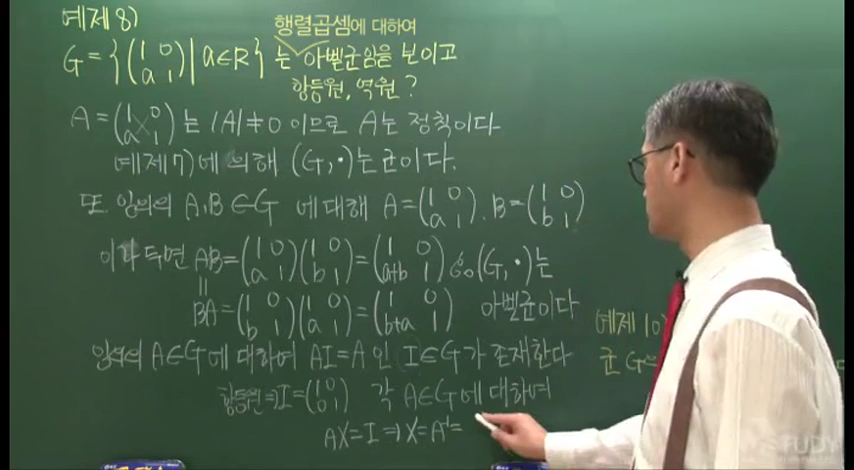 예제 8)
행렬곱셈에 대하여
G = { (1 0 / a 1) | a∈R } 는 아벨군임을 보이고
항등원, 역원 ?
A = (1 0 / a 1) 는 |A| ≠ 0 이므로 A는 정칙이다
예제 7)에 의해 (G, ·)는 군이다.
또 임의의 A, B ∈ G 에 대해 A = (1 0 / a 1), B = (1 0 / b 1)
이라 두면 AB = (1 0 / a 1)(1 0 / b 1) = (1 0 / a+b 1) ∈ G (G, ·)는
||
BA = (1 0 / b 1)(1 0 / a 1) = (1 0 / b+a 1) 아벨군이다
임의의 A∈G 에 대하여 AI = A 인 I∈G 가 존재한다
항등원 ⇒ I = (1 0 / 0 1) 각 A∈G 에 대하여
AX = I ⇒ X = A⁻¹ =
예제 10)
군 G
STUDY